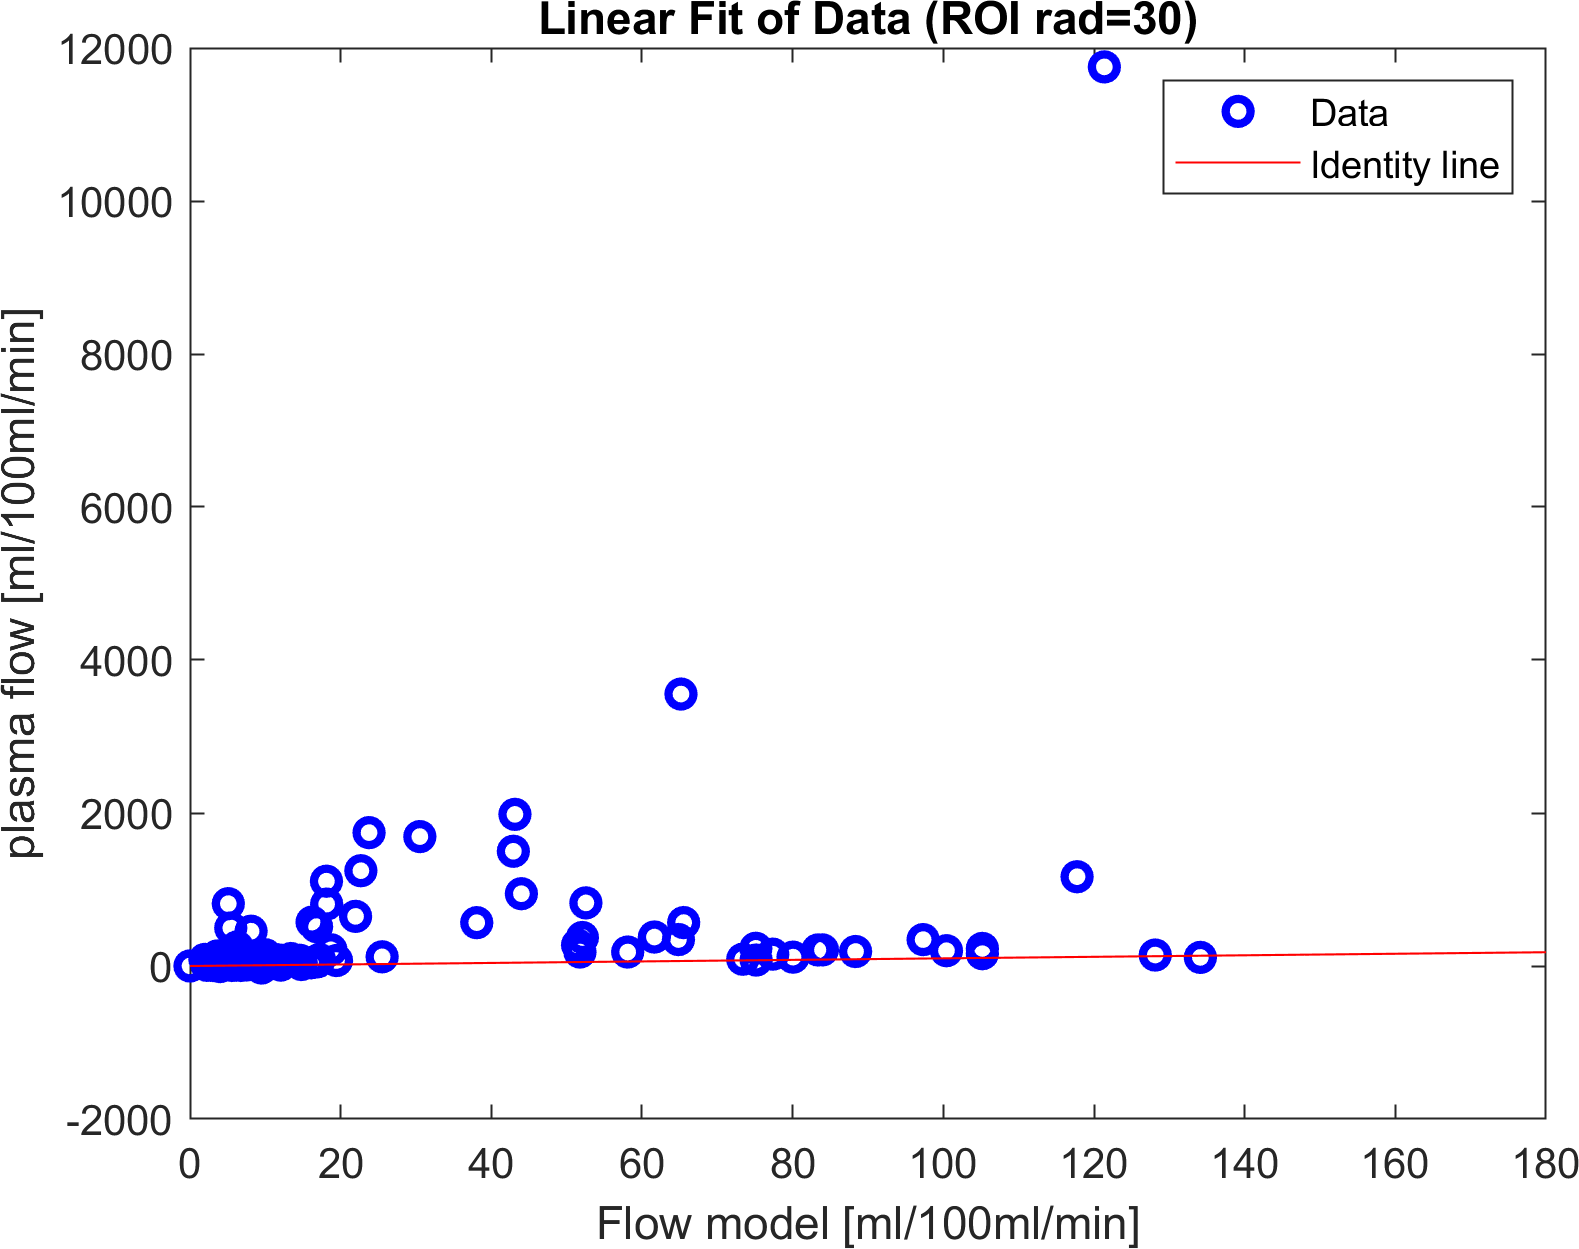 Linear Fit of Data (ROI rad=30)
12000
10000
8000
6000
4000
2000
0
-2000
plasma flow [ml/100ml/min]
Data
Identity line
0 20 40 60 80 100 120 140 160 180
Flow model [ml/100ml/min]